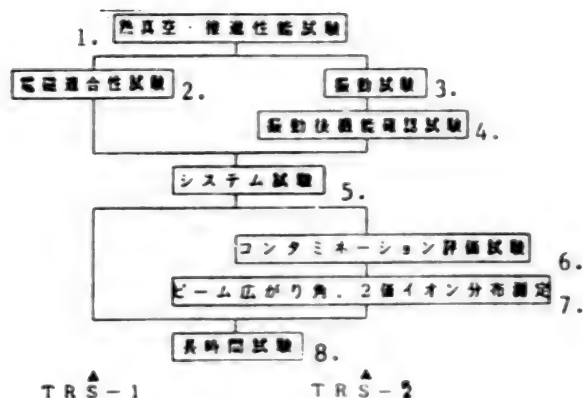 1. 熱真空・推進性能試験
電磁適合性試験 2. 振動試験 3.
振動後機能確認試験 4.
システム試験 5.
コンタミネーション評価試験 6.
ビーム広がり角.2価イオン分布測定 7.
長時間試験 8.
TRS-1 TRS-2